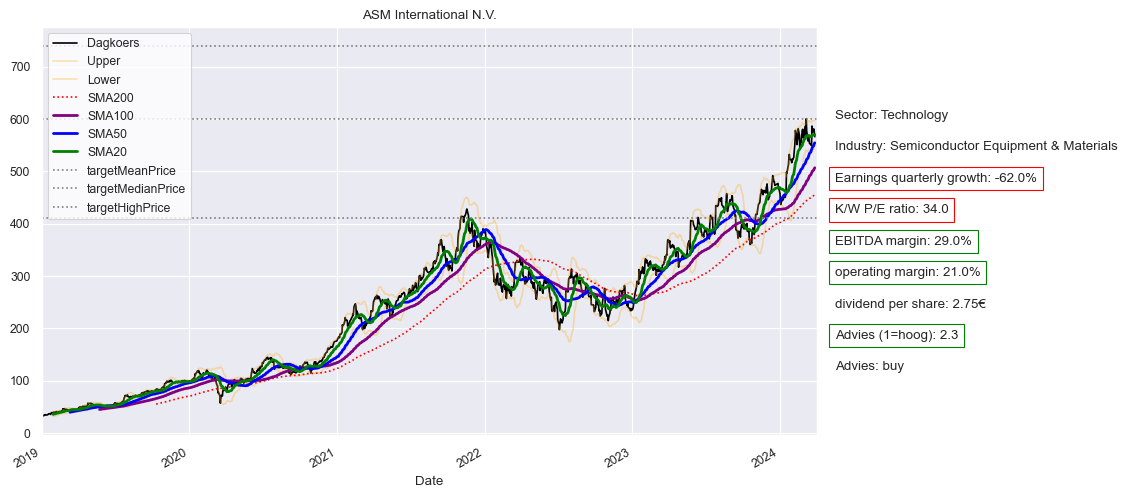 ASM International N.V.
Dagkoers
Upper
Lower
SMA200
SMA100
SMA50
SMA20
targetMeanPrice
targetMedianPrice
targetHighPrice
700
600
500
400
300
200
100
0
2019
2020
2021
2022
2023
2024
Date
Sector: Technology
Industry: Semiconductor Equipment & Materials
Earnings quarterly growth: -62.0%
K/W P/E ratio: 34.0
EBITDA margin: 29.0%
operating margin: 21.0%
dividend per share: 2.75€
Advies (1=hoog): 2.3
Advies: buy